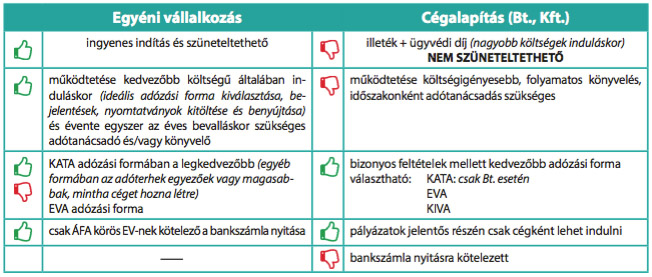 Egyéni vállalkozás
Cégalapítás (Bt., Kft.)
ingyenes indítás és szüneteltethető
illeték + ügyvédi díj (nagyobb költségek induláskor)
NEM SZÜNETELTETHETŐ
működtetése kedvezőbb költségű általában in-
duláskor (ideális adózási forma kiválasztása, be-
jelentések, nyomtatványok kitöltése és benyújtása)
és évente egyszer az éves bevalláskor szükséges
adótanácsadó és/vagy könyvelő
működtetése költségigényesebb, folyamatos könyvelés,
időszakonként adótanácsadás szükséges
KATA adózási formában a legkedvezőbb (egyéb
formában az adóterhek egyezőek vagy magasab-
bak, mintha céget hozna létre)
EVA adózási forma
bizonyos feltételek mellett kedvezőbb adózási forma
választható: KATA: csak Bt. esetén
EVA
KIVA
csak ÁFA körös EV-nek kötelező a bankszámla nyitása
pályázatok jelentős részén csak cégként lehet indulni
——
bankszámla nyitásra kötelezett